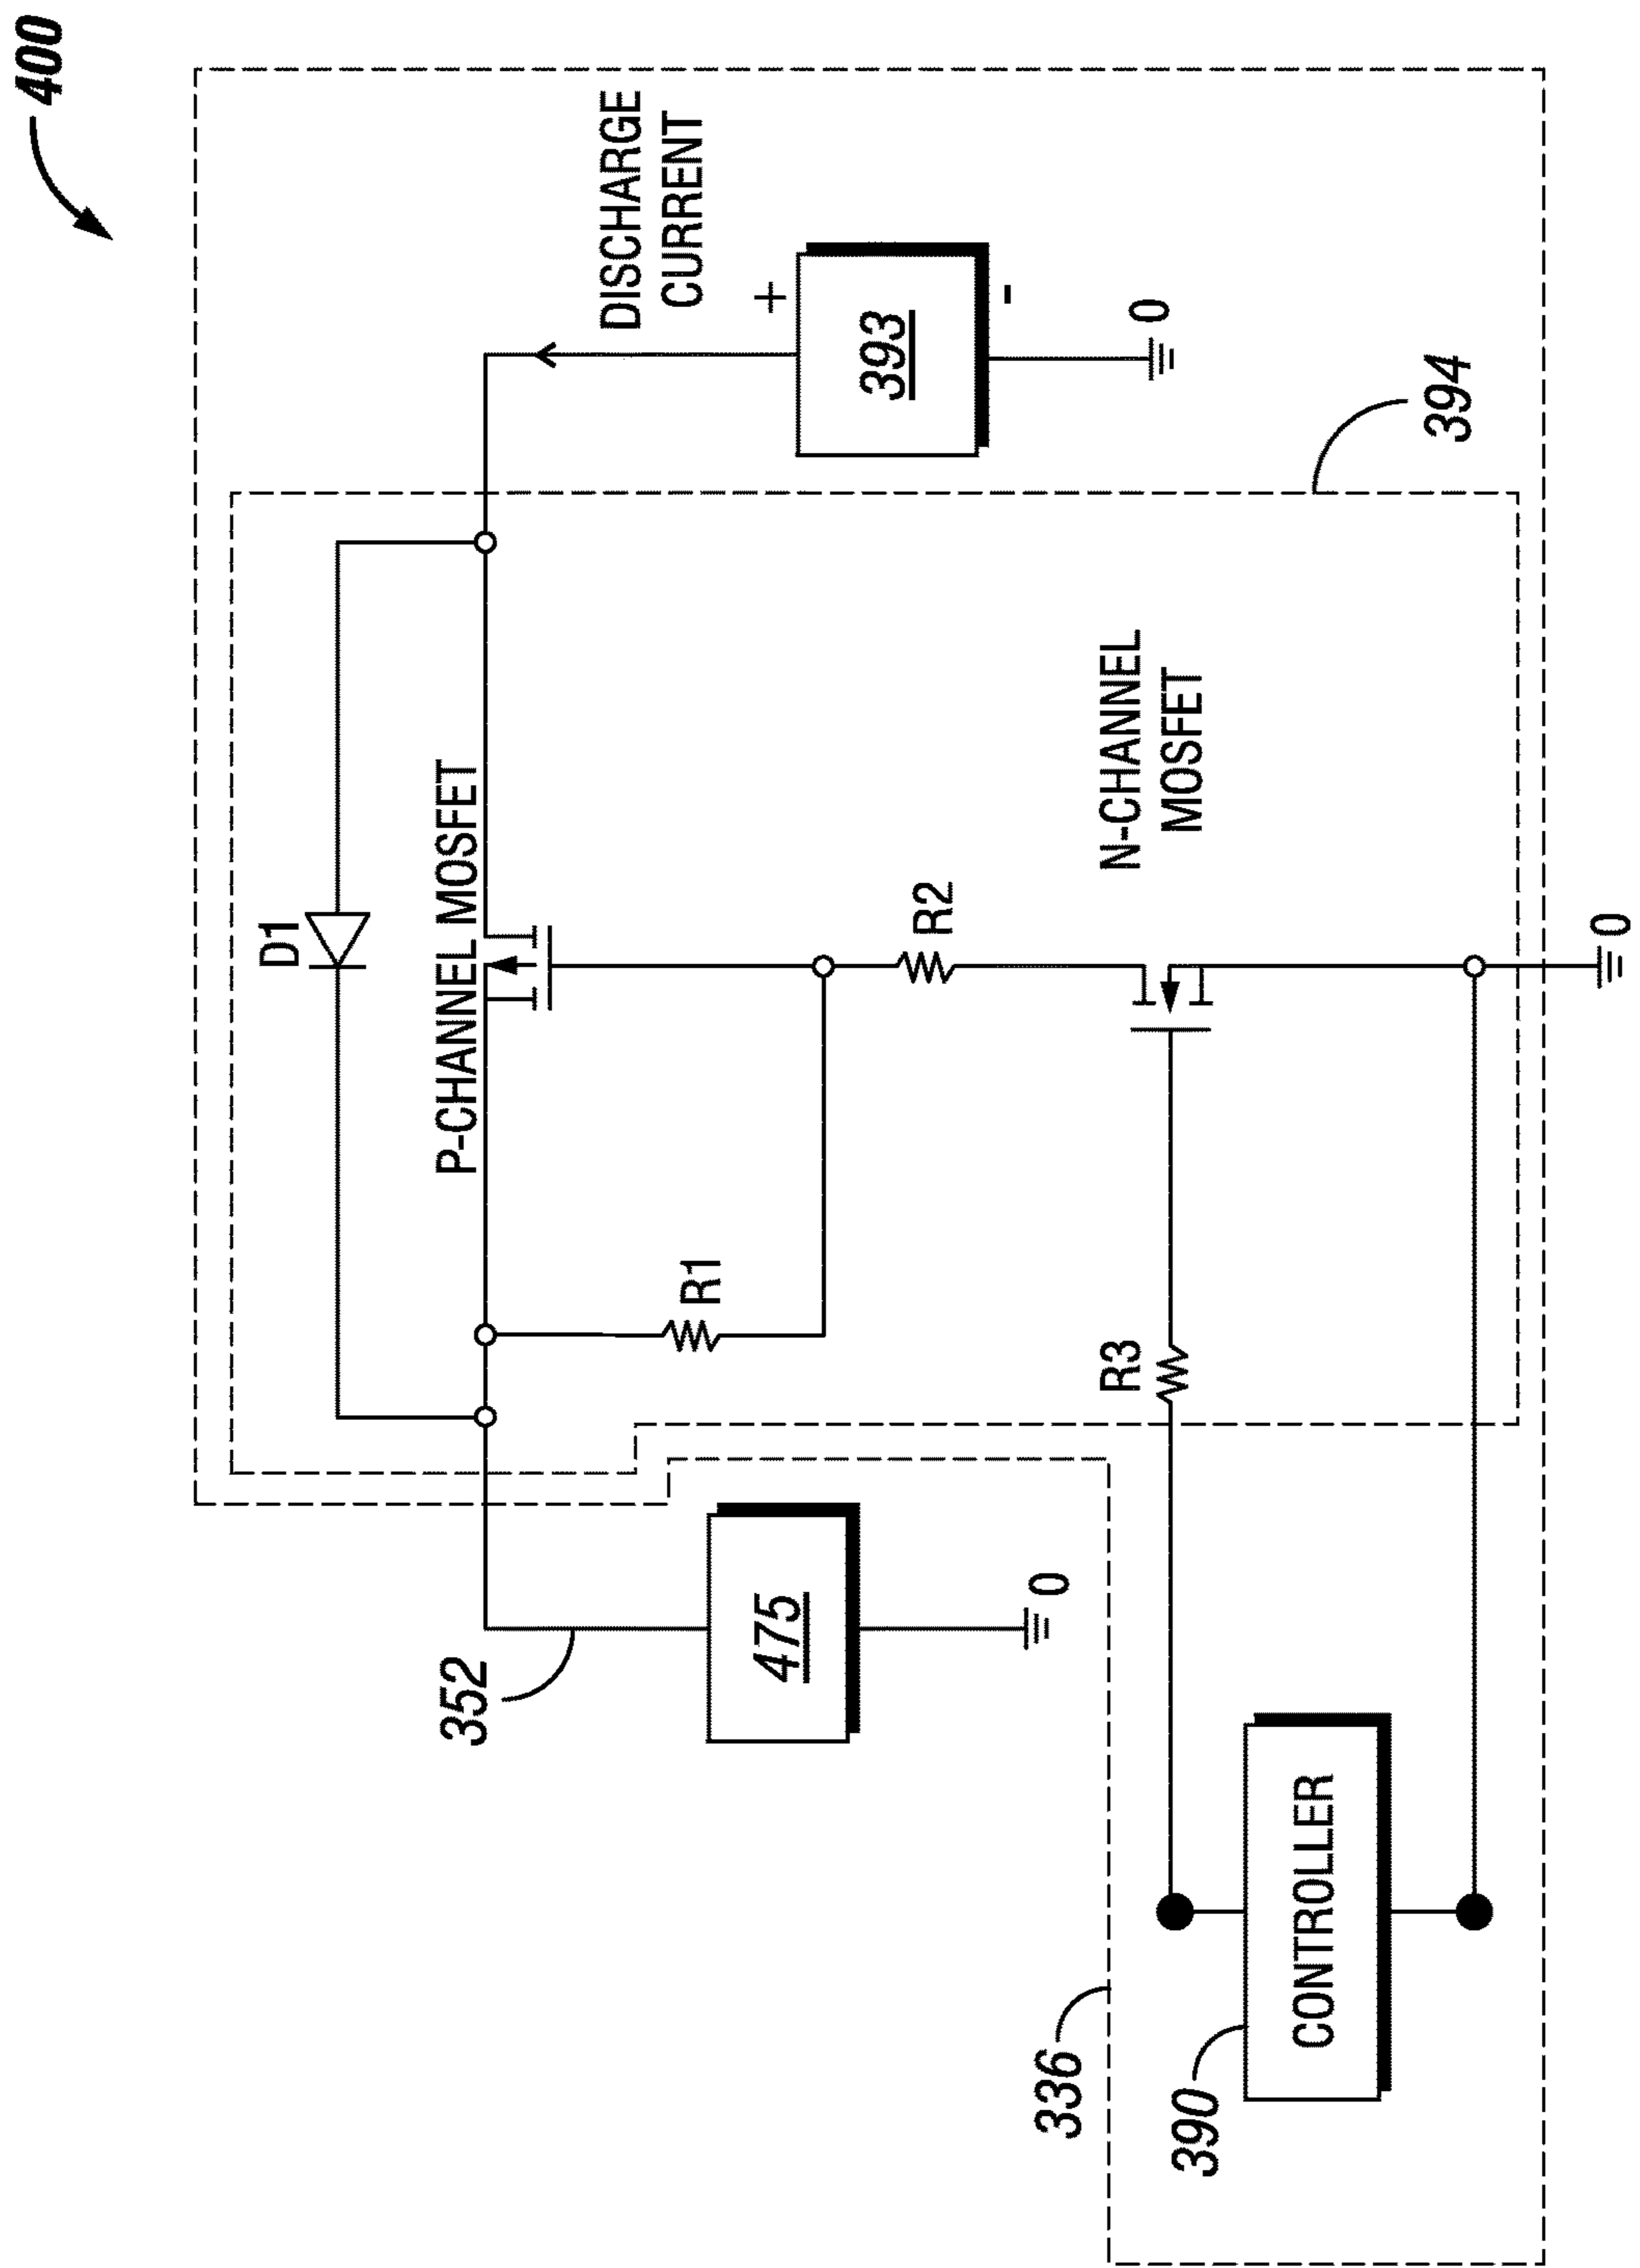 400
D1
P-CHANNEL MOSFET
DISCHARGE
CURRENT
+
393
-
0
R1
R2
352
475
0
N-CHANNEL
MOSFET
R3
394
336
390
CONTROLLER
0